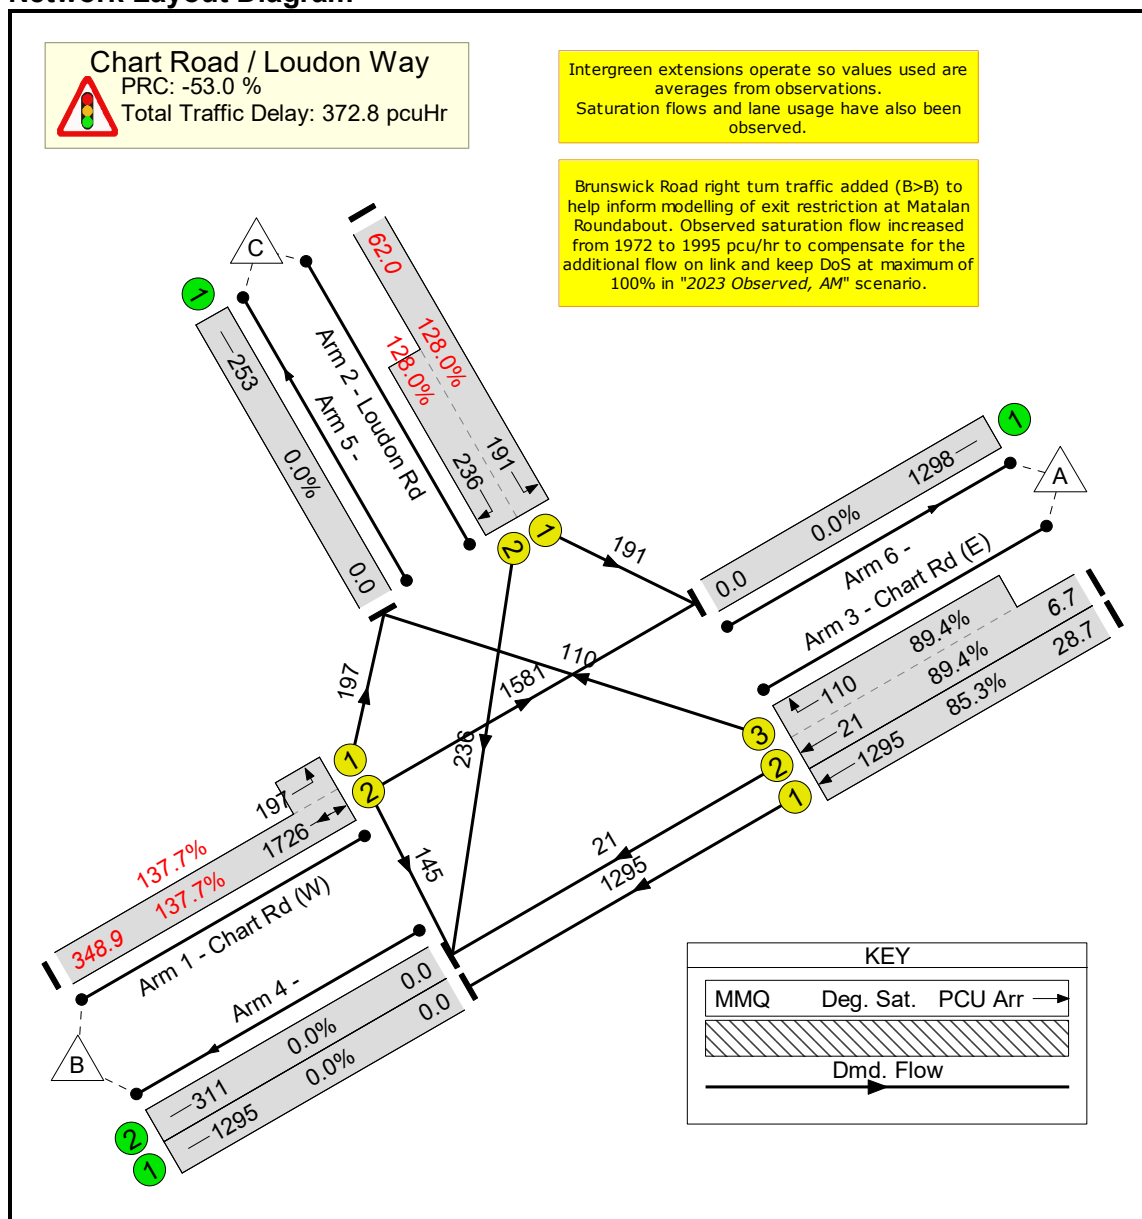 Network Layout Diagram
Chart Road / Loudon Way
PRC: -53.0 %
Total Traffic Delay: 372.8 pcuHr
Intergreen extensions operate so values used are
averages from observations.
Saturation flows and lane usage have also been
observed.
Brunswick Road right turn traffic added (B>B) to
help inform modelling of exit restriction at Matalan
Roundabout. Observed saturation flow increased
from 1972 to 1995 pcu/hr to compensate for the
additional flow on link and keep DoS at maximum of
100% in "2023 Observed, AM" scenario.
C
1
253
0.0%
0.0
Arm 5 -
Arm 2 - Loudon Rd
62.0
128.0%
128.0%
191
236
2
1
191
1
A
1298
0.0%
0.0
Arm 6 -
Arm 3 - Chart Rd (E)
89.4%
110
6.7
89.4%
21
28.7
85.3%
1295
3
2
1
110
1581
236
197
1
2
145
21
1295
197
1726
137.7%
137.7%
348.9
Arm 1 - Chart Rd (W)
Arm 4 -
B
0.0
0.0%
311
0.0
0.0%
1295
2
1
KEY
MMQ Deg. Sat. PCU Arr
Dmd. Flow